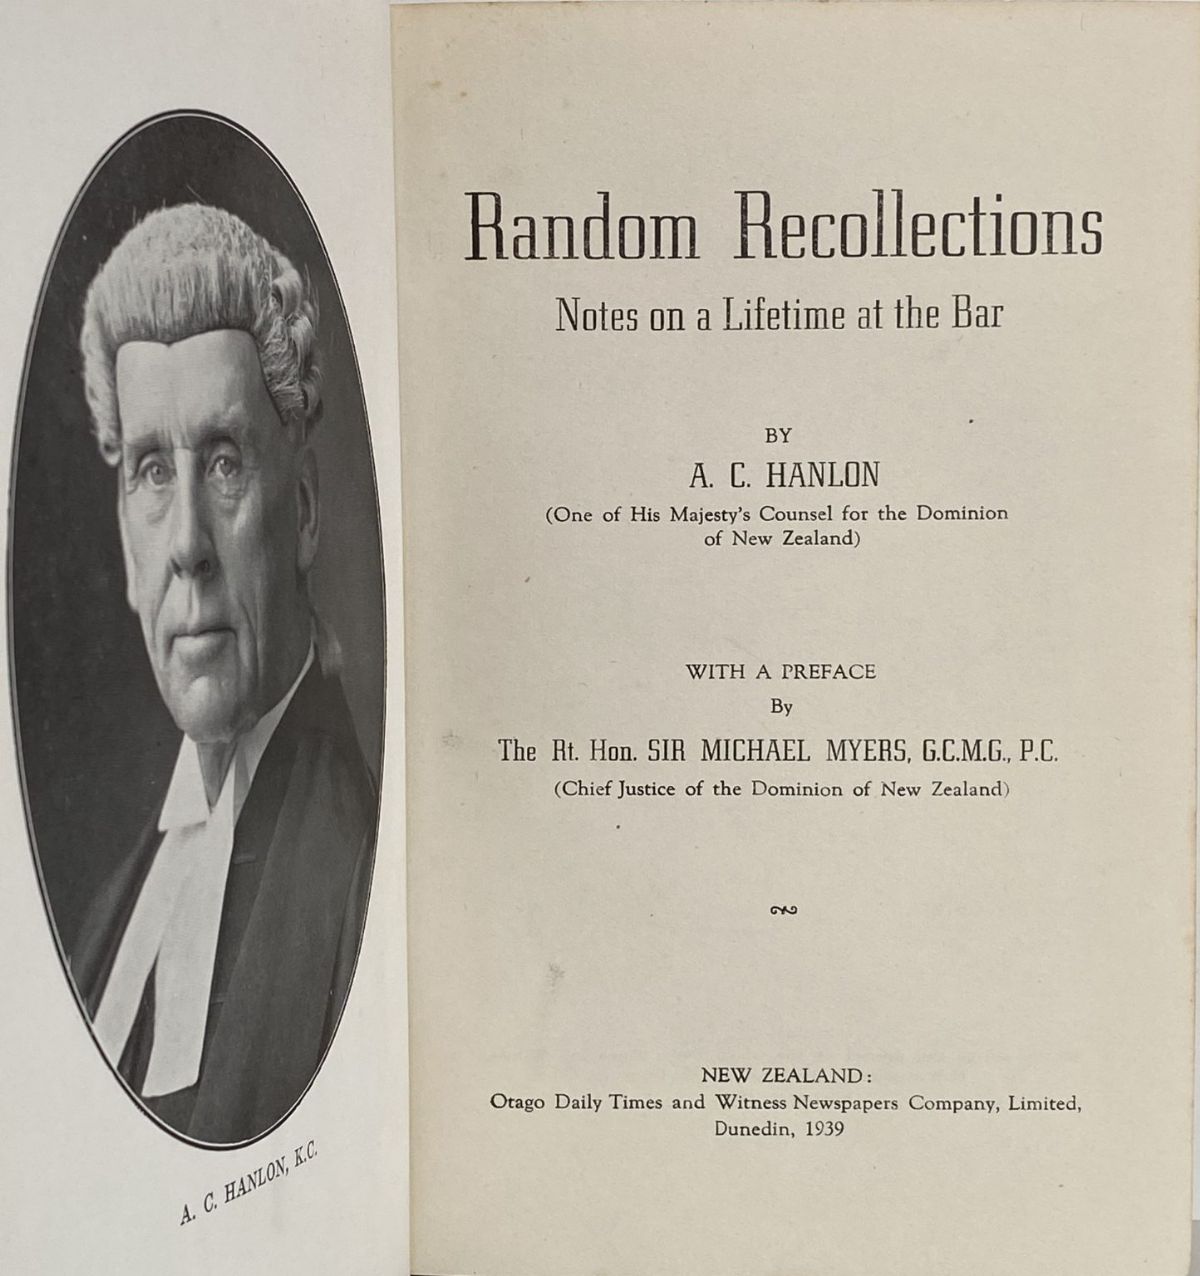 A. C. HANLON, K.C.
Random Recollections
Notes on a Lifetime at the Bar
BY
A. C. HANLON
(One of His Majesty's Counsel for the Dominion
of New Zealand)
WITH A PREFACE
By
The Rt. Hon. SIR MICHAEL MYERS, G.C.M.G., P.C.
(Chief Justice of the Dominion of New Zealand)
NEW ZEALAND:
Otago Daily Times and Witness Newspapers Company, Limited,
Dunedin, 1939